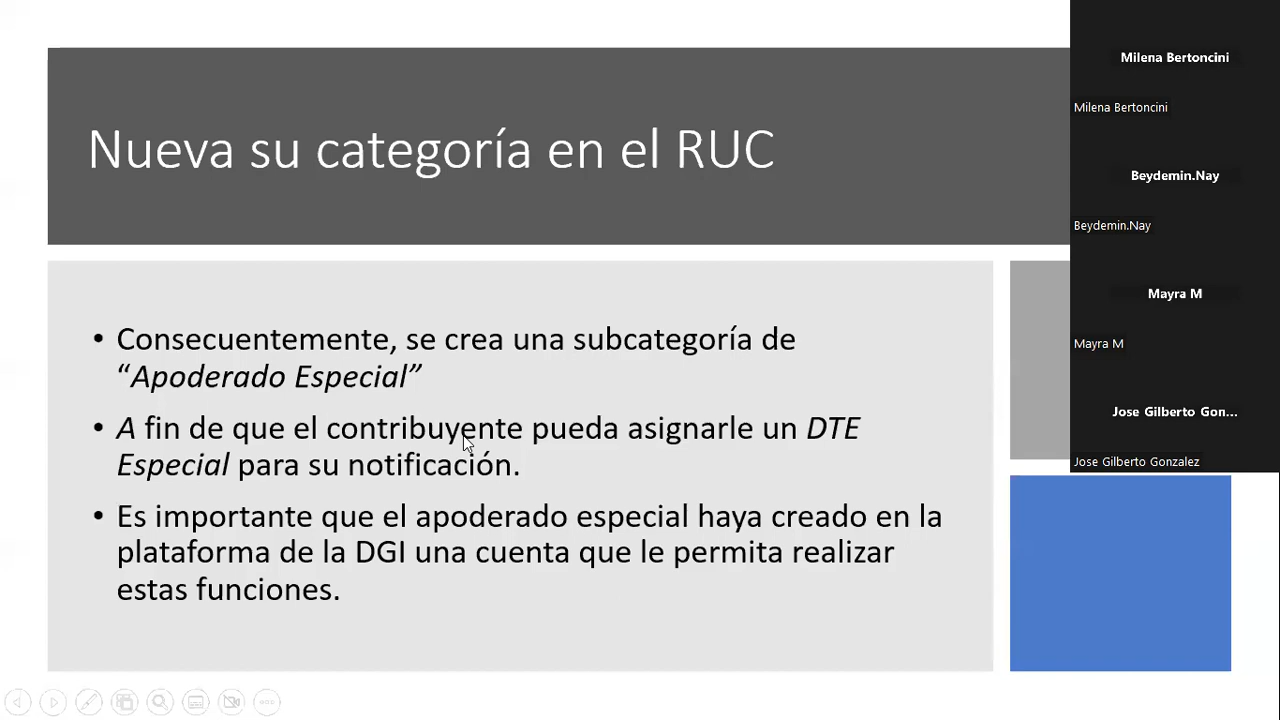 Nueva su categoría en el RUC
• Consecuentemente, se crea una subcategoría de
“Apoderado Especial”
• A fin de que el contribuyente pueda asignarle un DTE
Especial para su notificación.
• Es importante que el apoderado especial haya creado en la
plataforma de la DGI una cuenta que le permita realizar
estas funciones.
Milena Bertoncini
Milena Bertoncini
Beydemin.Nay
Beydemin.Nay
Mayra M
Mayra M
Jose Gilberto Gon...
Jose Gilberto Gonzalez